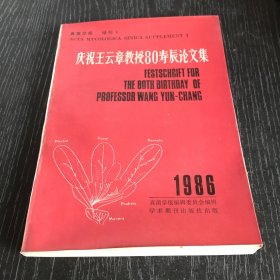 真菌学报 增刊 I
ACTA MYCOLOGICA SINICA SUPPLEMENT I
庆祝王云章教授80寿辰论文集
FESTSCHRIFT FOR
THE 80TH BIRTHDAY OF
PROFESSOR WANG YUN-CHANG
1986
真菌学报编辑委员会编辑
学术期刊出版社出版